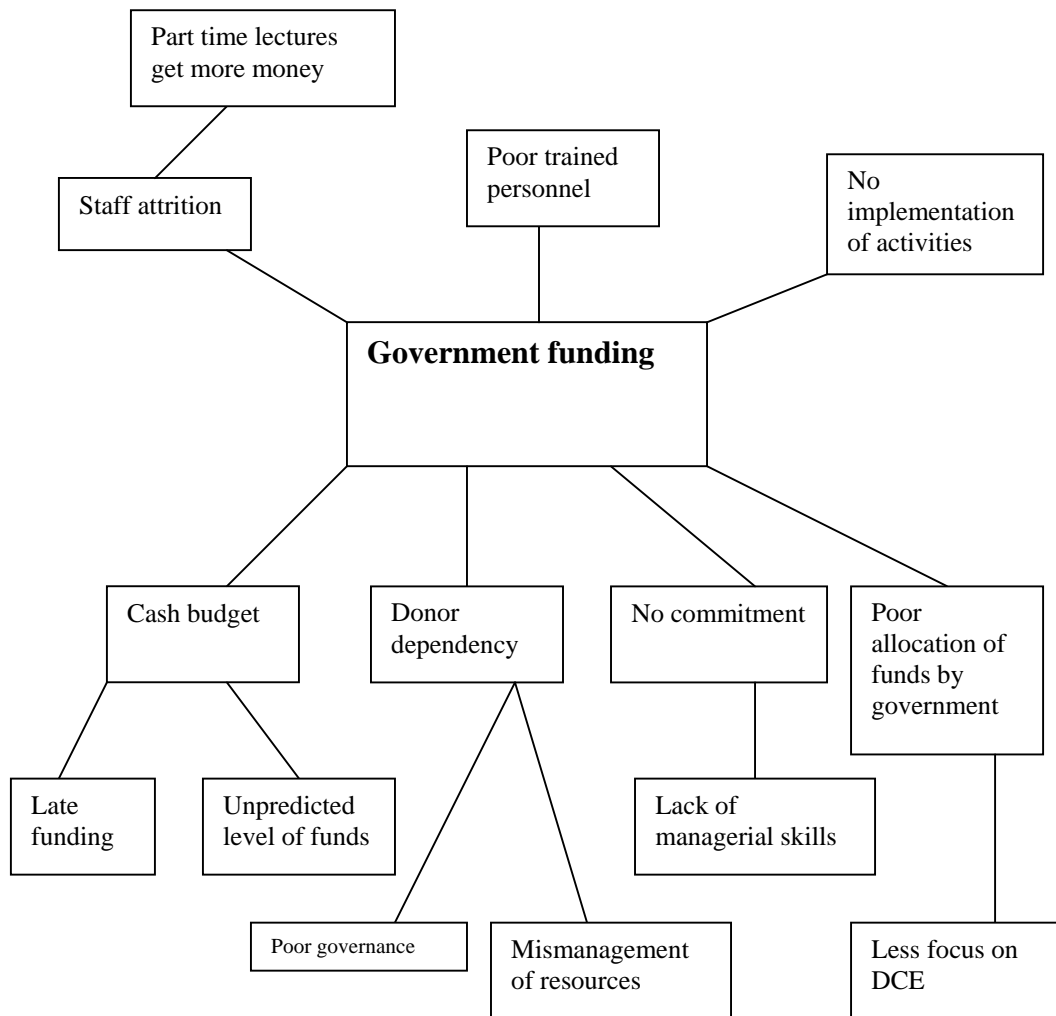 Part time lectures
get more money
Poor trained
personnel
No
implementation
of activities
Staff attrition
Government funding
Cash budget
Donor
dependency
No commitment
Poor
allocation of
funds by
government
Late
funding
Unpredicted
level of funds
Lack of
managerial skills
Poor governance
Mismanagement
of resources
Less focus on
DCE